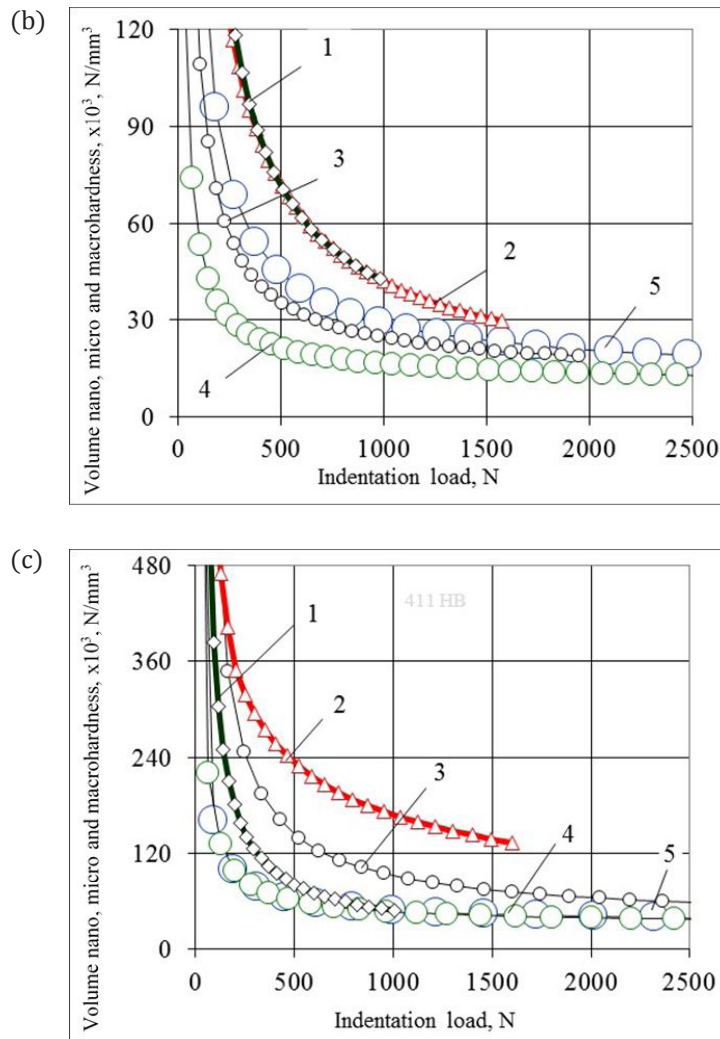 (b)
Volume nano, micro and macrohardness, x10³, N/mm³
120
90
60
30
0
0 500 1000 1500 2000 2500
Indentation load, N
1
2
3
4
5
(c)
Volume nano, micro and macrohardness, x10³, N/mm³
480
360
240
120
0
0 500 1000 1500 2000 2500
Indentation load, N
411 HB
1
2
3
4
5